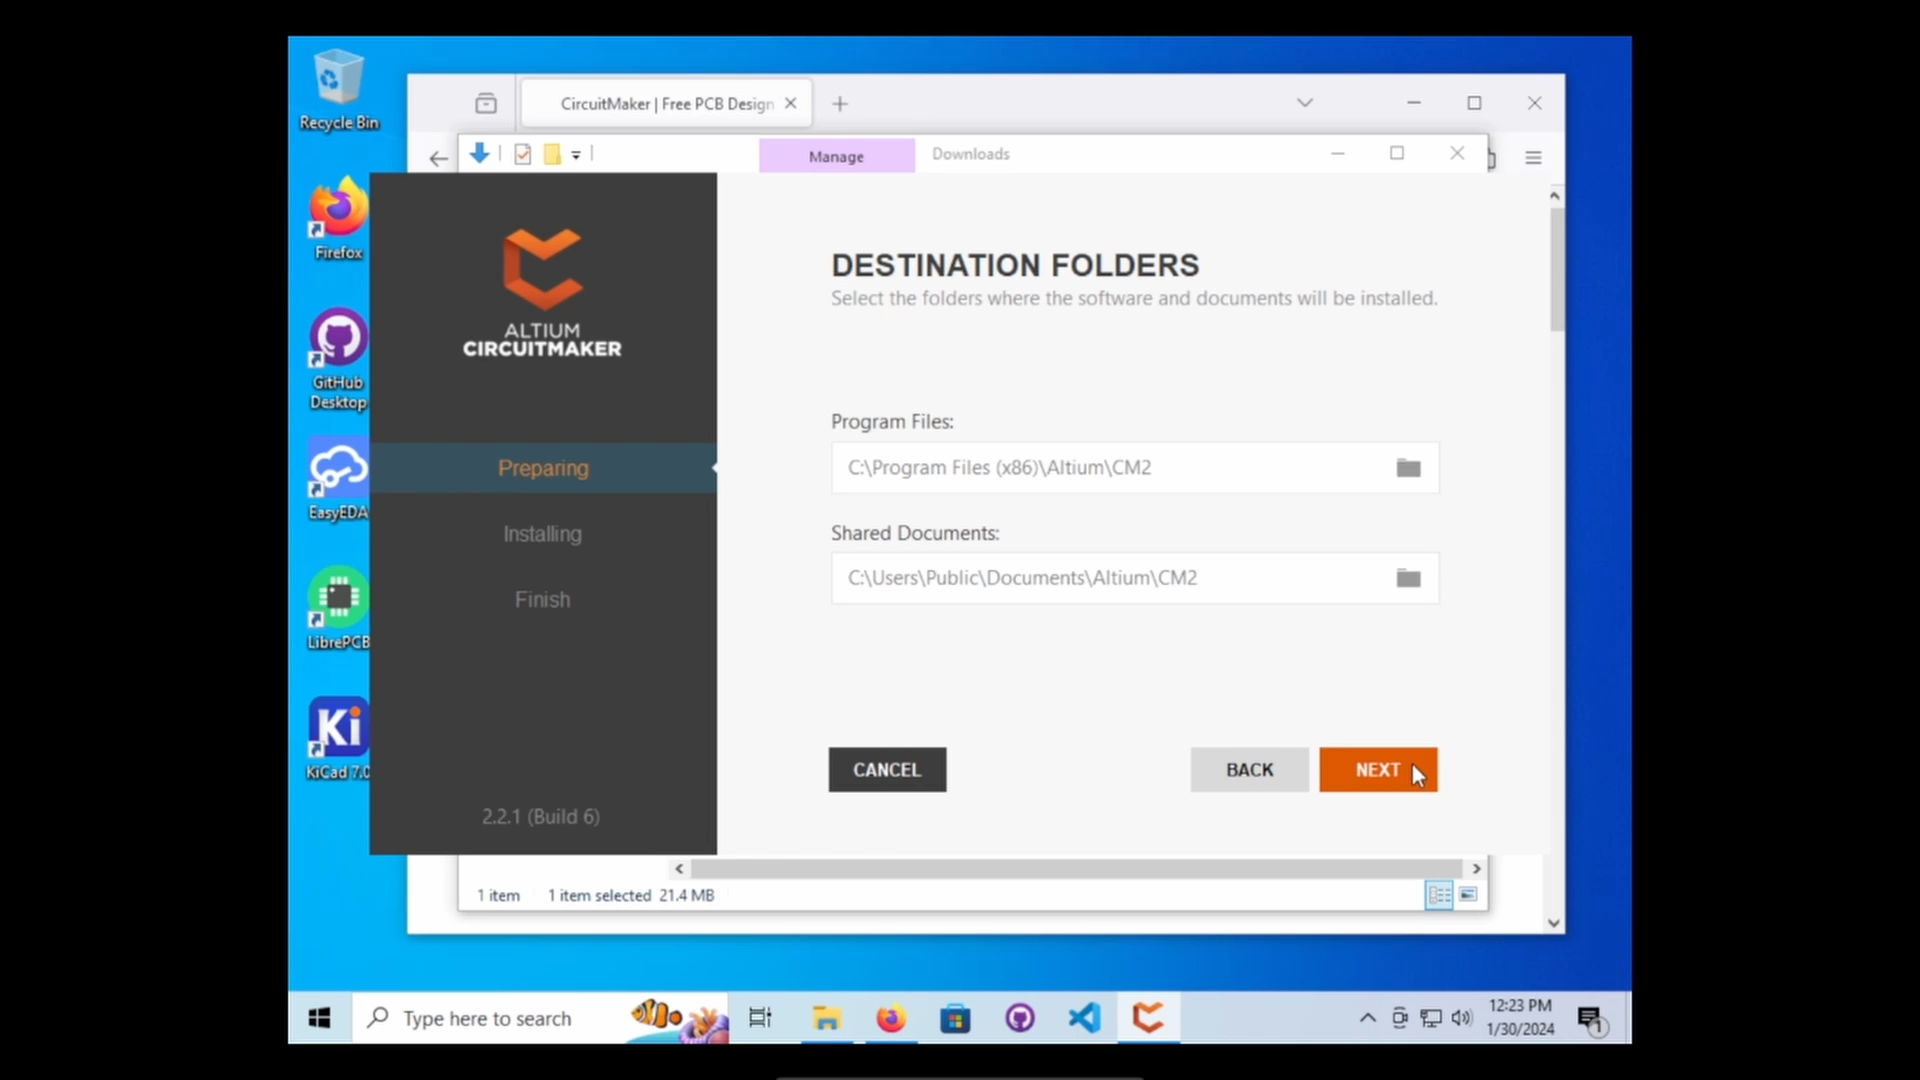 Recycle Bin
Firefox
GitHub
Desktop
EasyEDA
LibrePCB
KiCad 7.0
CircuitMaker | Free PCB Design
Manage
Downloads
ALTIUM
CIRCUITMAKER
Preparing
Installing
Finish
2.2.1 (Build 6)
DESTINATION FOLDERS
Select the folders where the software and documents will be installed.
Program Files:
C:\Program Files (x86)\Altium\CM2
Shared Documents:
C:\Users\Public\Documents\Altium\CM2
CANCEL
BACK
NEXT
1 item
1 item selected 21.4 MB
Type here to search
12:23 PM
1/30/2024
1